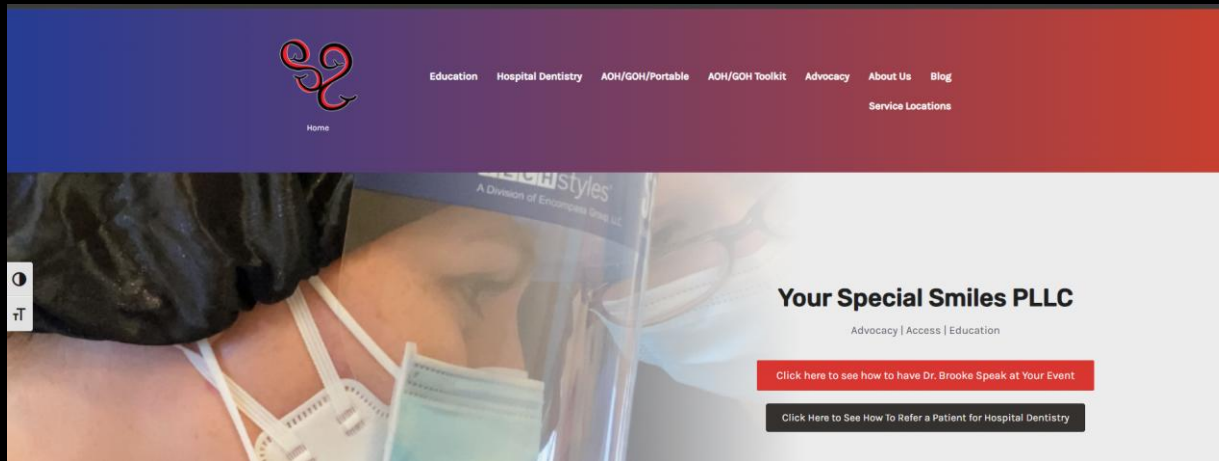 Education Hospital Dentistry AOH/GOH/Portable AOH/GOH Toolkit Advocacy About Us Blog
Service Locations
Home
styles
A Division of Encompass Group LLC
Your Special Smiles PLLC
Advocacy | Access | Education
Click here to see how to have Dr. Brooke Speak at Your Event
Click Here to See How To Refer a Patient for Hospital Dentistry
TT